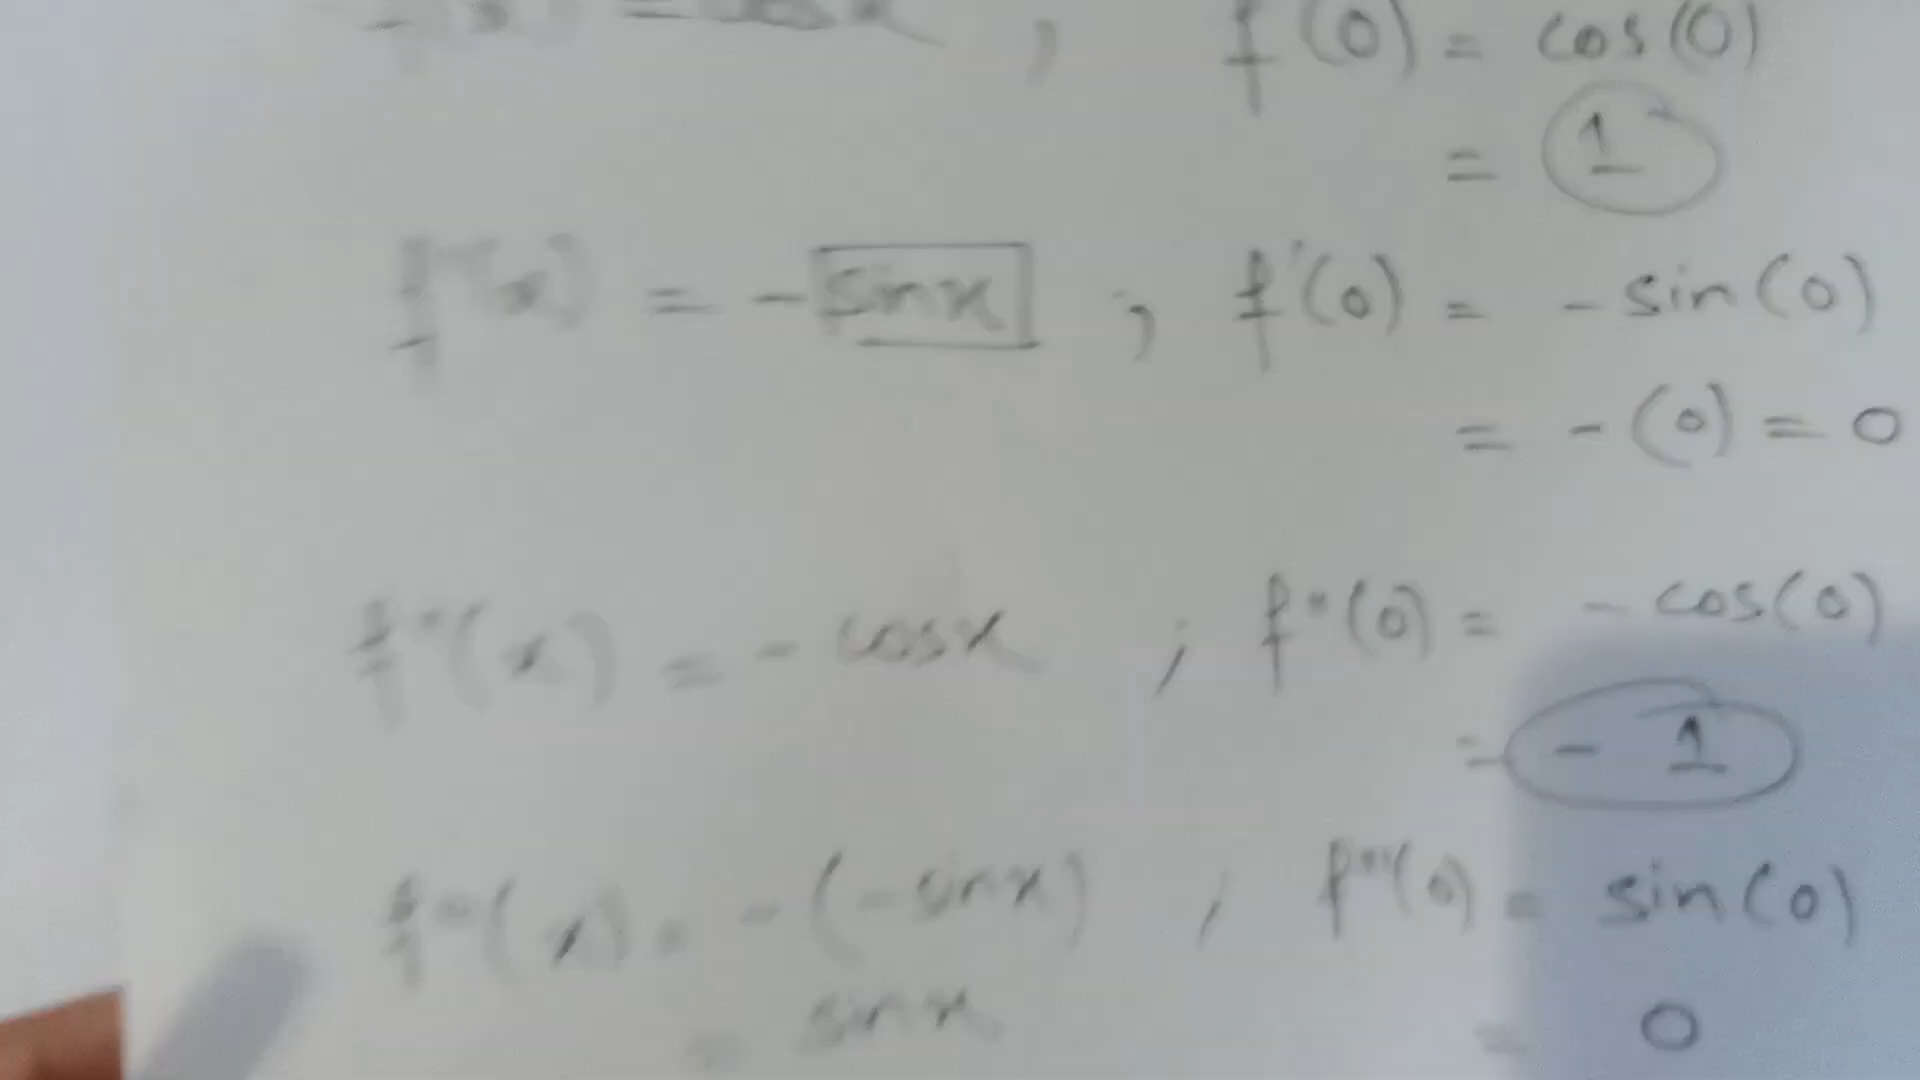 f(x) = cosx , f(0) = cos(0)
= 1
f'(x) = -sinx , f'(0) = -sin(0)
= -(0) = 0
f''(x) = -cosx ; f''(0) = -cos(0)
= -1
f'''(x) = -(-sinx) , f'''(0) = sin(0)
= sinx = 0